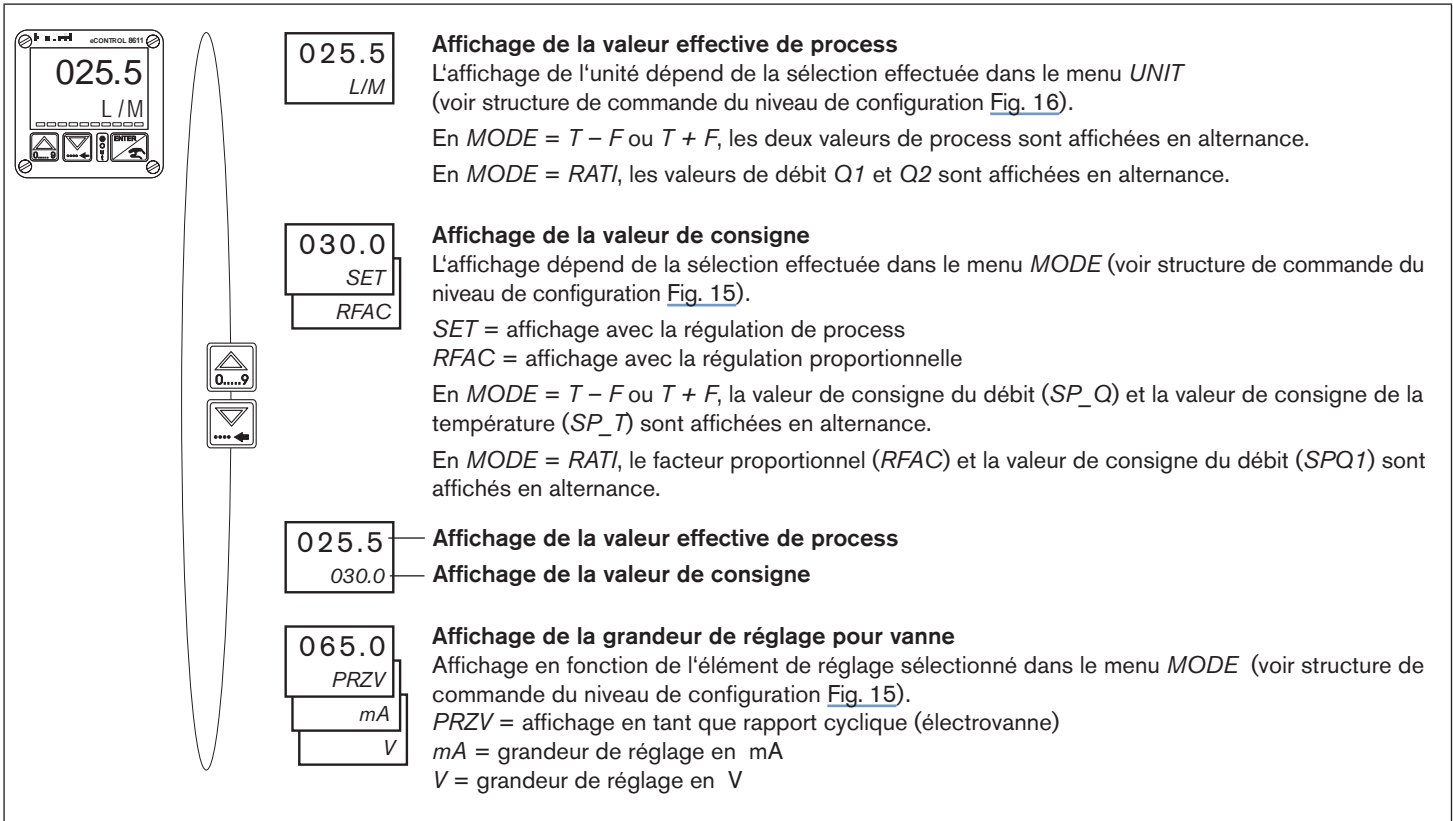 eCONTROL 8611
025.5
L/M
0..... 9
OUT
ENTER
025.5
L/M
Affichage de la valeur effective de process
L‘affichage de l‘unité dépend de la sélection effectuée dans le menu UNIT
(voir structure de commande du niveau de configuration Fig. 16).
En MODE = T – F ou T + F, les deux valeurs de process sont affichées en alternance.
En MODE = RATI, les valeurs de débit Q1 et Q2 sont affichées en alternance.
030.0
SET
RFAC
Affichage de la valeur de consigne
L‘affichage dépend de la sélection effectuée dans le menu MODE (voir structure de commande du
niveau de configuration Fig. 15).
SET = affichage avec la régulation de process
RFAC = affichage avec la régulation proportionnelle
0.....9
En MODE = T – F ou T + F, la valeur de consigne du débit (SP_Q) et la valeur de consigne de la
température (SP_T) sont affichées en alternance.
En MODE = RATI, le facteur proportionnel (RFAC) et la valeur de consigne du débit (SPQ1) sont
affichés en alternance.
025.5
Affichage de la valeur effective de process
030.0
Affichage de la valeur de consigne
065.0
PRZV
mA
V
Affichage de la grandeur de réglage pour vanne
Affichage en fonction de l‘élément de réglage sélectionné dans le menu MODE (voir structure de
commande du niveau de configuration Fig. 15).
PRZV = affichage en tant que rapport cyclique (électrovanne)
mA = grandeur de réglage en mA
V = grandeur de réglage en V